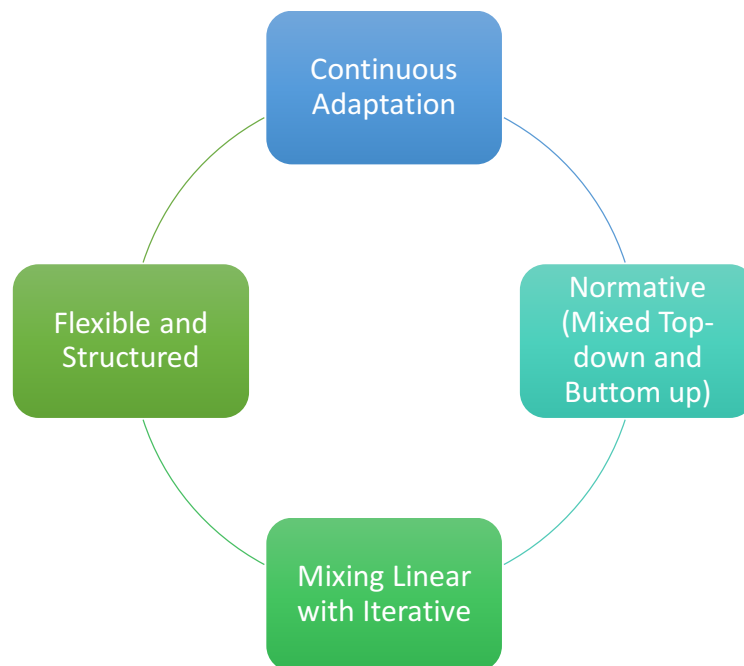 Continuous
Adaptation
Normative
(Mixed Top-
down and
Buttom up)
Flexible and
Structured
Mixing Linear
with Iterative